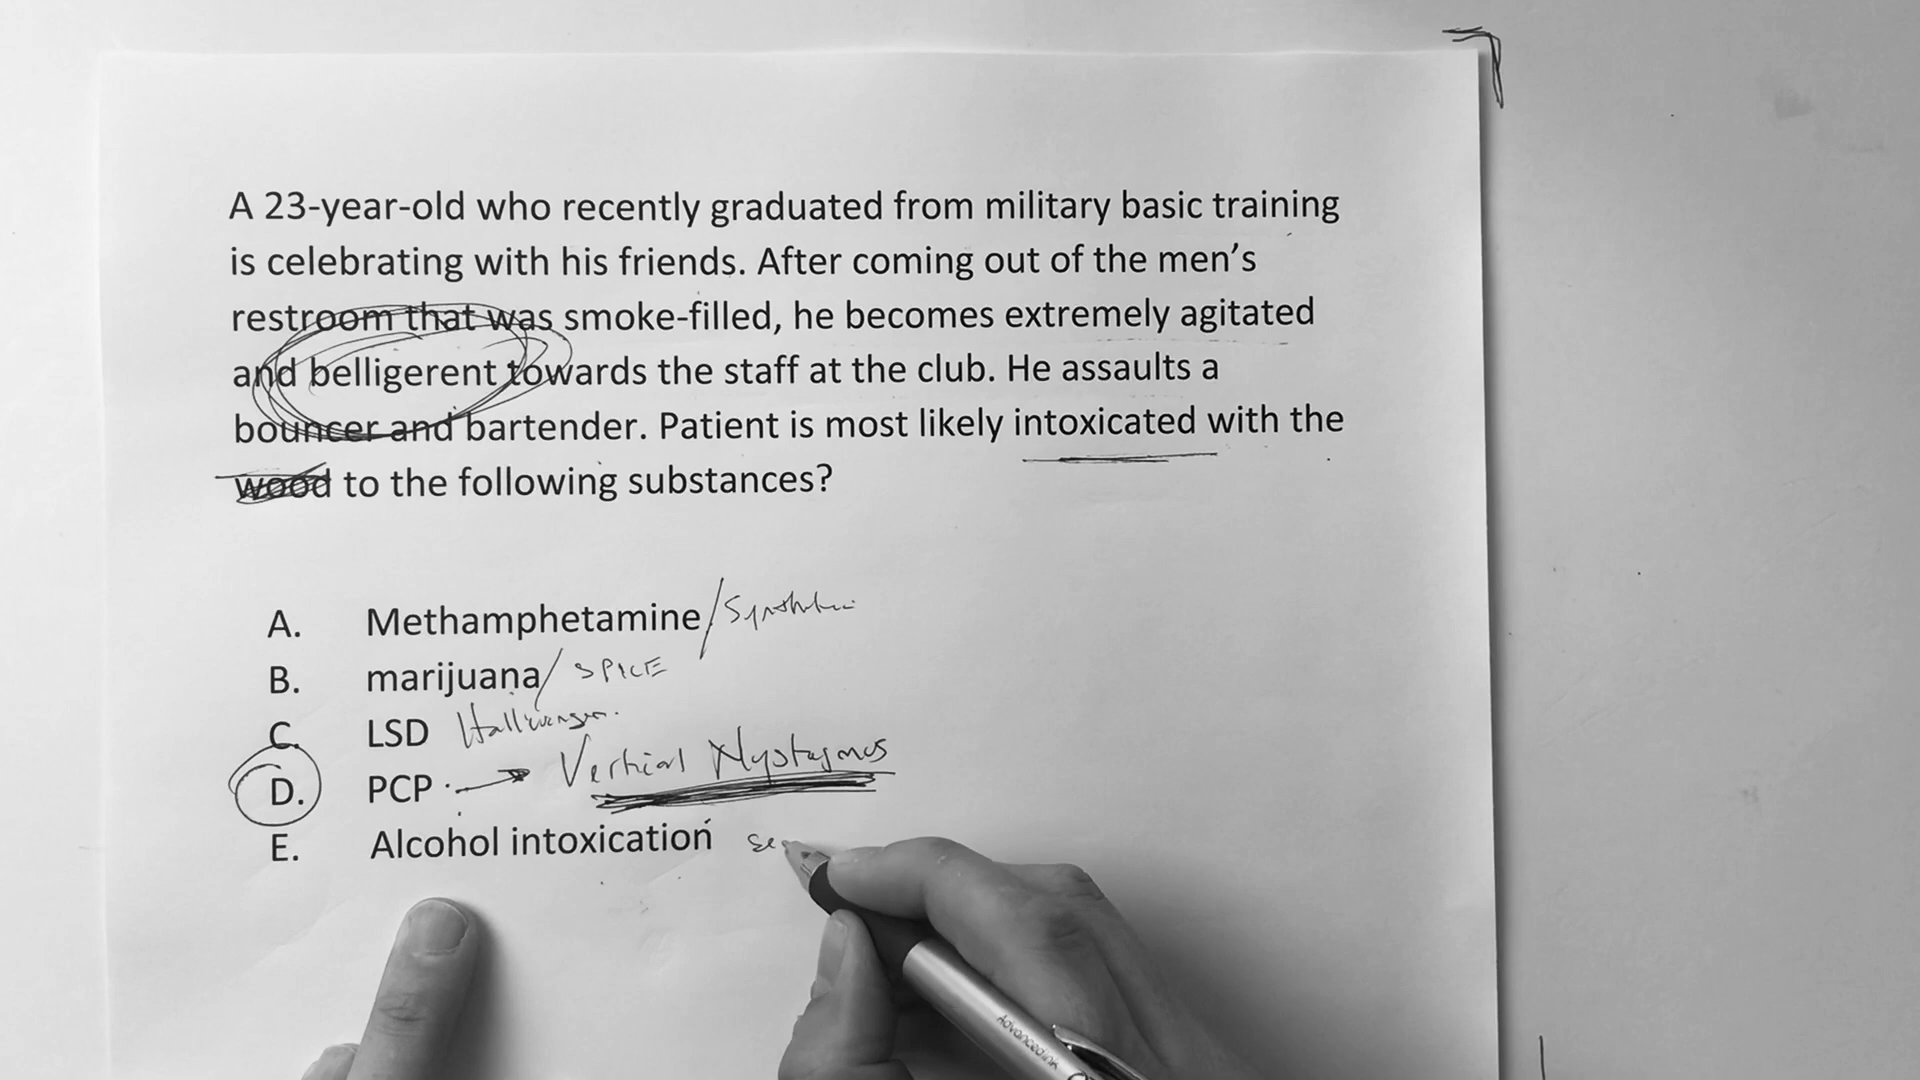 A 23-year-old who recently graduated from military basic training
is celebrating with his friends. After coming out of the men's
restroom that was smoke-filled, he becomes extremely agitated
and belligerent towards the staff at the club. He assaults a
bouncer and bartender. Patient is most likely intoxicated with the
wood to the following substances?
A. Methamphetamine/
B. marijuana/ SPICE
C. LSD
D. PCP → Vertical Nystagmus
E. Alcohol intoxication se
Advancedink